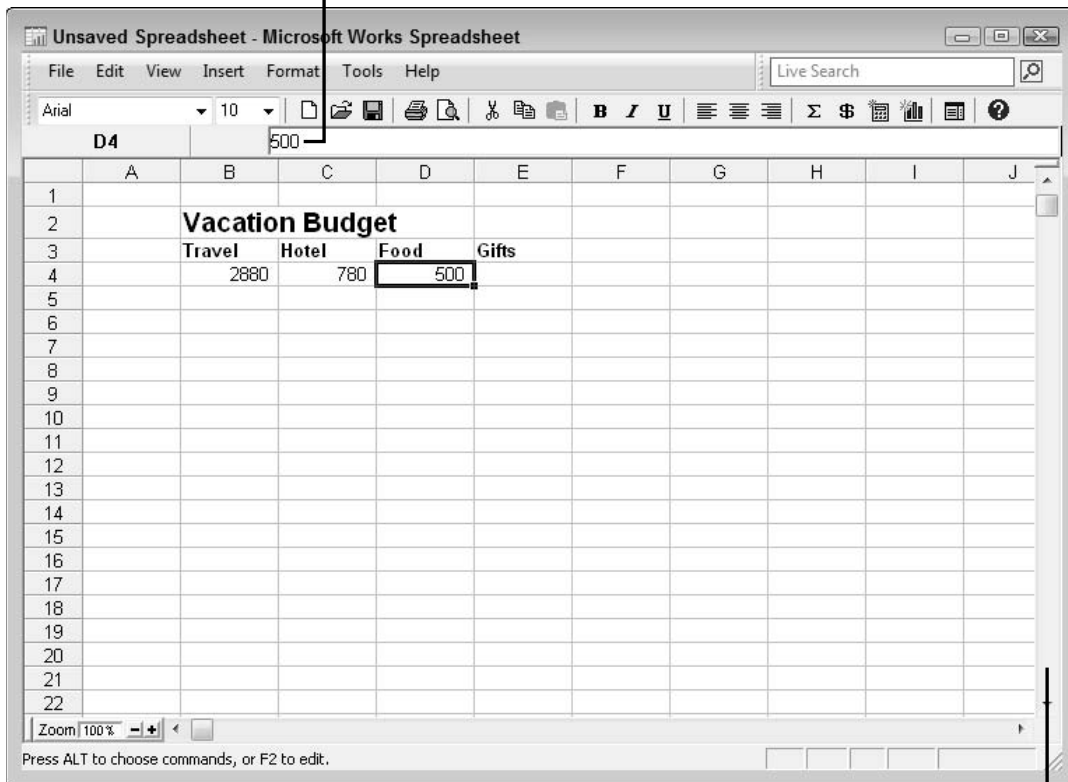 Unsaved Spreadsheet - Microsoft Works Spreadsheet
File Edit View Insert Format Tools Help Live Search
Arial 10 B I U Σ $
D4 500
A B C D E F G H I J
1
2 Vacation Budget
3 Travel Hotel Food Gifts
4 2880 780 500
5
6
7
8
9
10
11
12
13
14
15
16
17
18
19
20
21
22
Zoom 100%
Press ALT to choose commands, or F2 to edit.